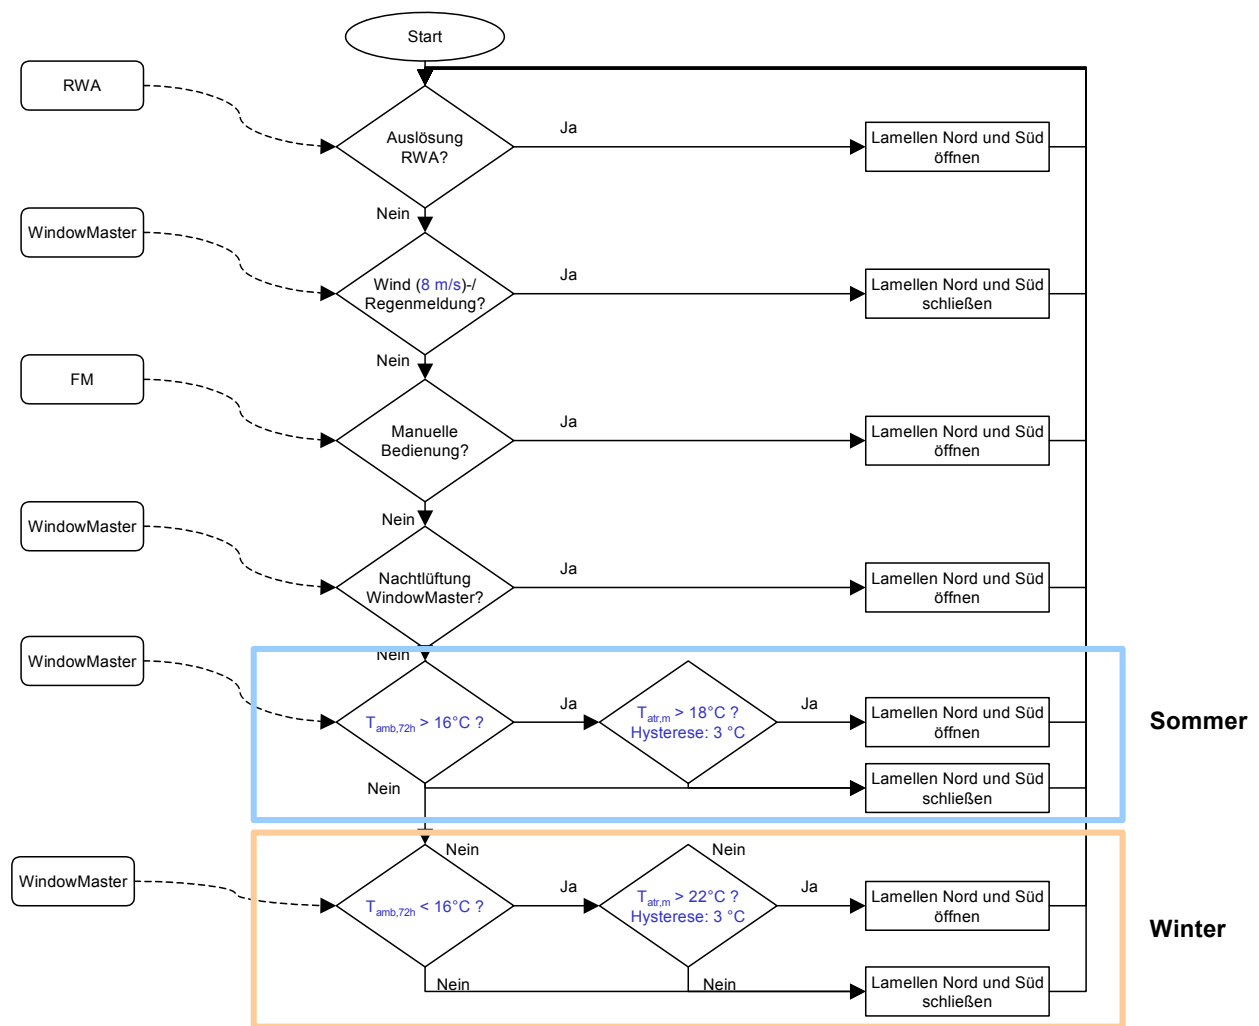 Start
RWA
Auslösung
RWA?
Ja
Lamellen Nord und Süd
öffnen
Nein
WindowMaster
Wind (8 m/s)-/
Regenmeldung?
Ja
Lamellen Nord und Süd
schließen
Nein
FM
Manuelle
Bedienung?
Ja
Lamellen Nord und Süd
öffnen
Nein
WindowMaster
Nachtlüftung
WindowMaster?
Ja
Lamellen Nord und Süd
öffnen
Nein
WindowMaster
Tamb,72h > 16°C ?
Ja
Tatr,m > 18°C ?
Hysterese: 3 °C
Ja
Lamellen Nord und Süd
öffnen
Sommer
Nein
Lamellen Nord und Süd
schließen
Nein
Nein
WindowMaster
Tamb,72h < 16°C ?
Ja
Tatr,m > 22°C ?
Hysterese: 3 °C
Ja
Lamellen Nord und Süd
öffnen
Winter
Nein
Nein
Lamellen Nord und Süd
schließen